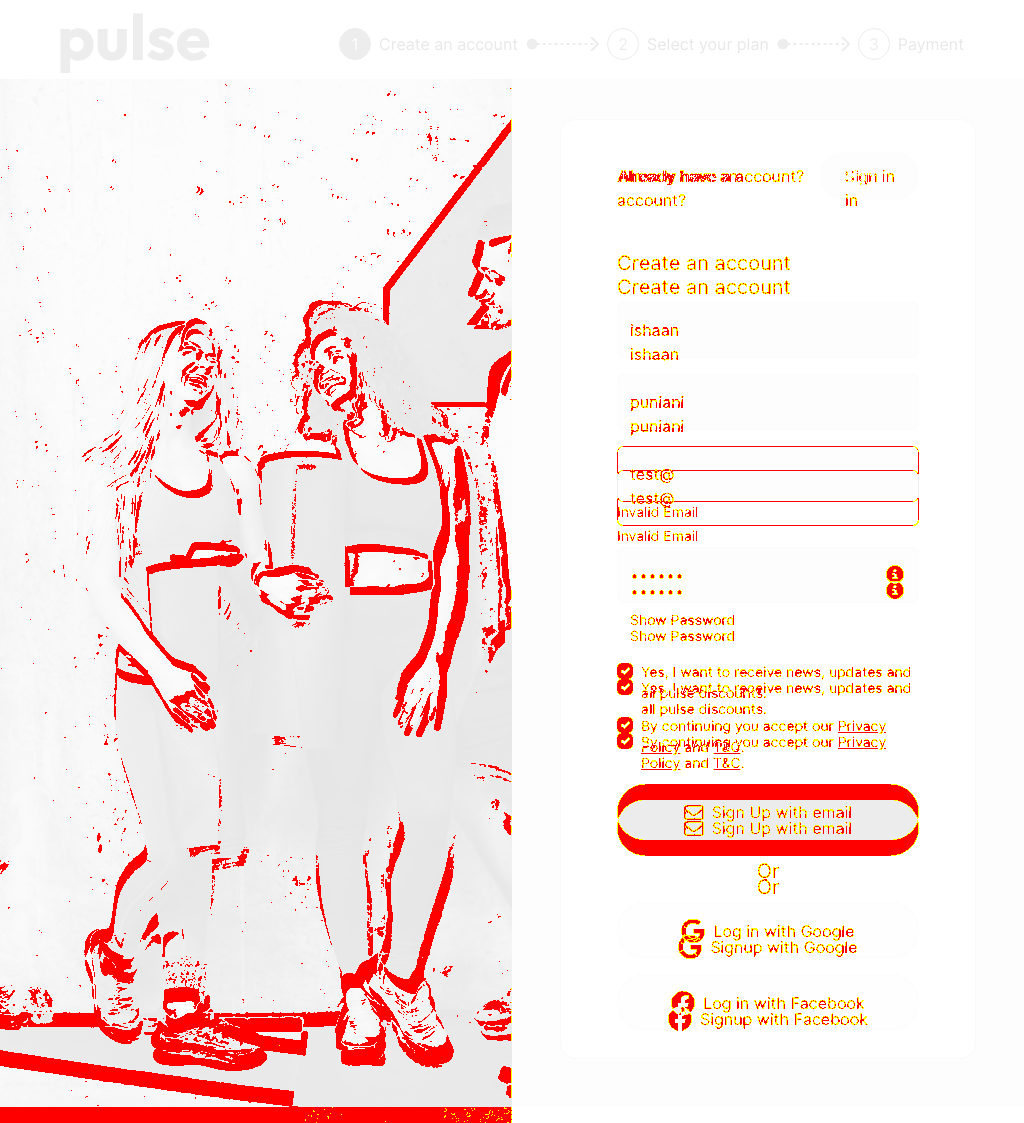 pulse
1 Create an account 2 Select your plan 3 Payment
Already have an account? Sign in
account? in
Create an account
Create an account
ishaan
ishaan
puniani
puniani
test@
test@
Invalid Email
Invalid Email
Show Password
Show Password
Yes, I want to receive news, updates and
Yes, I want to receive news, updates and
all pulse discounts.
all pulse discounts.
By continuing you accept our Privacy
By continuing you accept our Privacy
Policy and T&C.
Policy and T&C.
Sign Up with email
Sign Up with email
Or
Or
Log in with Google
Signup with Google
Log in with Facebook
Signup with Facebook